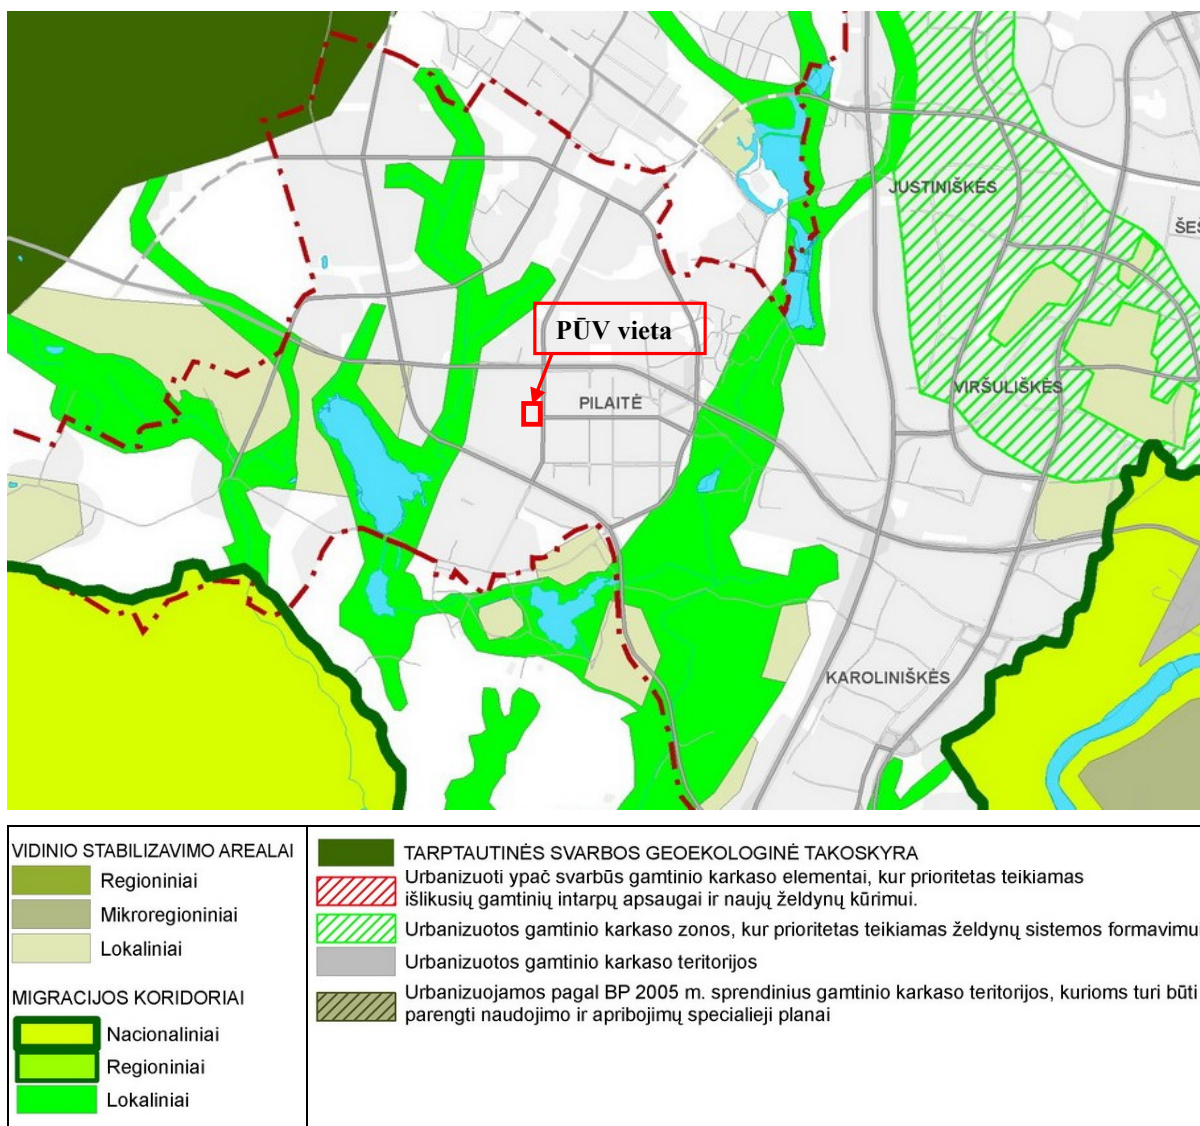 JUSTINIŠKĖS
ŠEŠ
PŪV vieta
VIRŠULIŠKĖS
PILAITĖ
KAROLINIŠKĖS
VIDINIO STABILIZAVIMO AREALAI
Regioniniai
Mikroregioniniai
Lokaliniai
MIGRACIJOS KORIDORIAI
Nacionaliniai
Regioniniai
Lokaliniai
TARPTAUTINĖS SVARBOS GEOEKOLOGINĖ TAKOSKYRA
Urbanizuoti ypač svarbūs gamtinio karkaso elementai, kur prioritetas teikiamas
išlikusių gamtinių intarpų apsaugai ir naujų želdynų kūrimui.
Urbanizuotos gamtinio karkaso zonos, kur prioritetas teikiamas želdynų sistemos formavimui
Urbanizuotos gamtinio karkaso teritorijos
Urbanizuojamos pagal BP 2005 m. sprendinius gamtinio karkaso teritorijos, kurioms turi būti
parengti naudojimo ir apribojimų specialieji planai